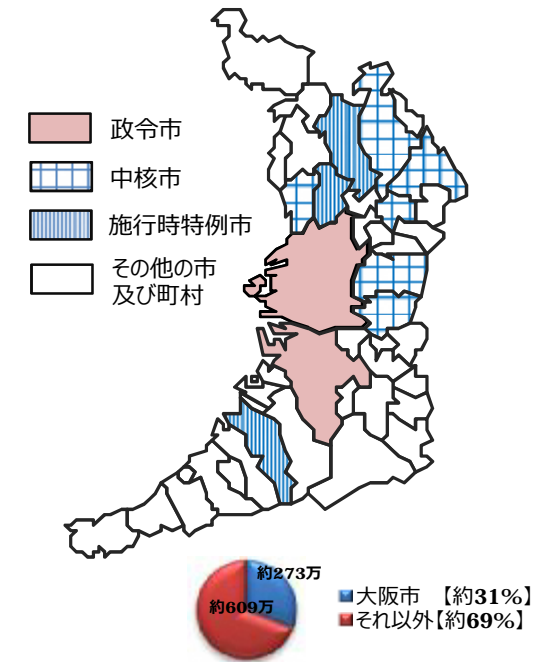 政令市
中核市
施行時特例市
その他の市
及び町村
約273万
約609万
大阪市 【約31%】
それ以外【約69%】